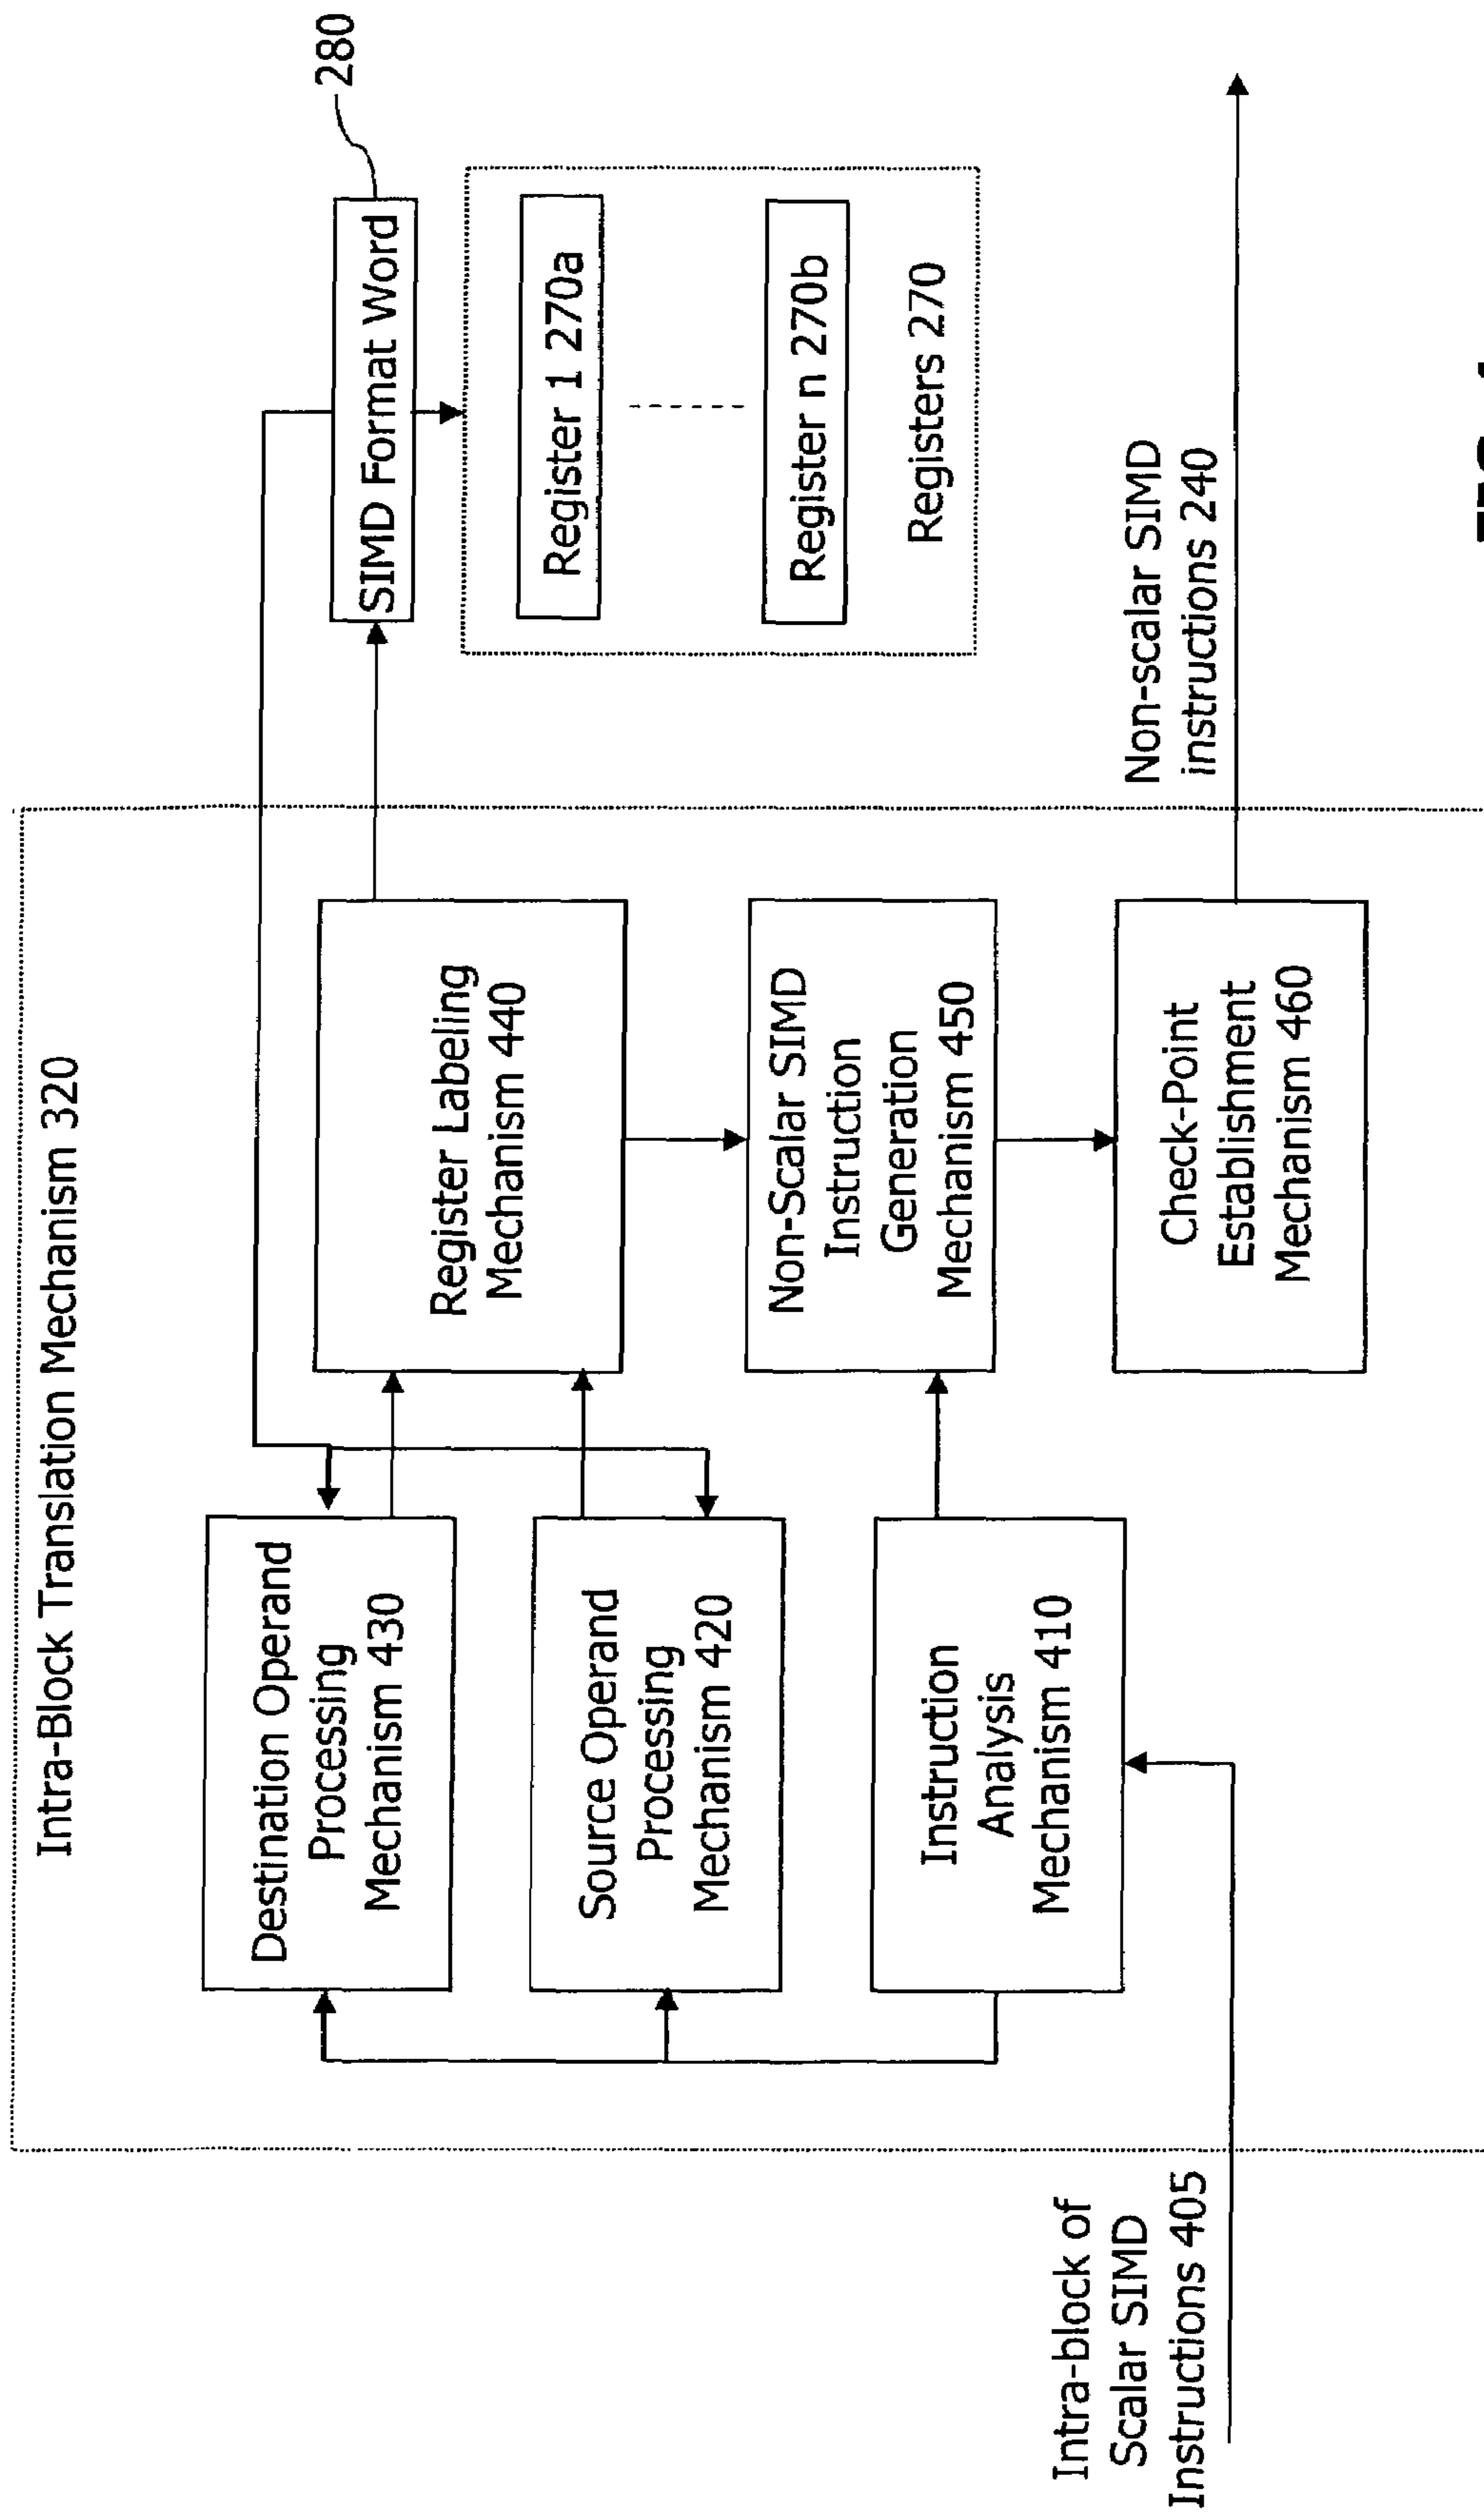 Intra-Block Translation Mechanism 320
280
SIMD Format Word
Destination Operand
Processing
Mechanism 430
Register Labeling
Mechanism 440
Register 1 270a
Source Operand
Processing
Mechanism 420
Register n 270b
Registers 270
Non-Scalar SIMD
Instruction
Generation
Mechanism 450
Instruction
Analysis
Mechanism 410
Non-scalar SIMD
instructions 240
Intra-block of
Scalar SIMD
Instructions 405
Check-Point
Establishment
Mechanism 460